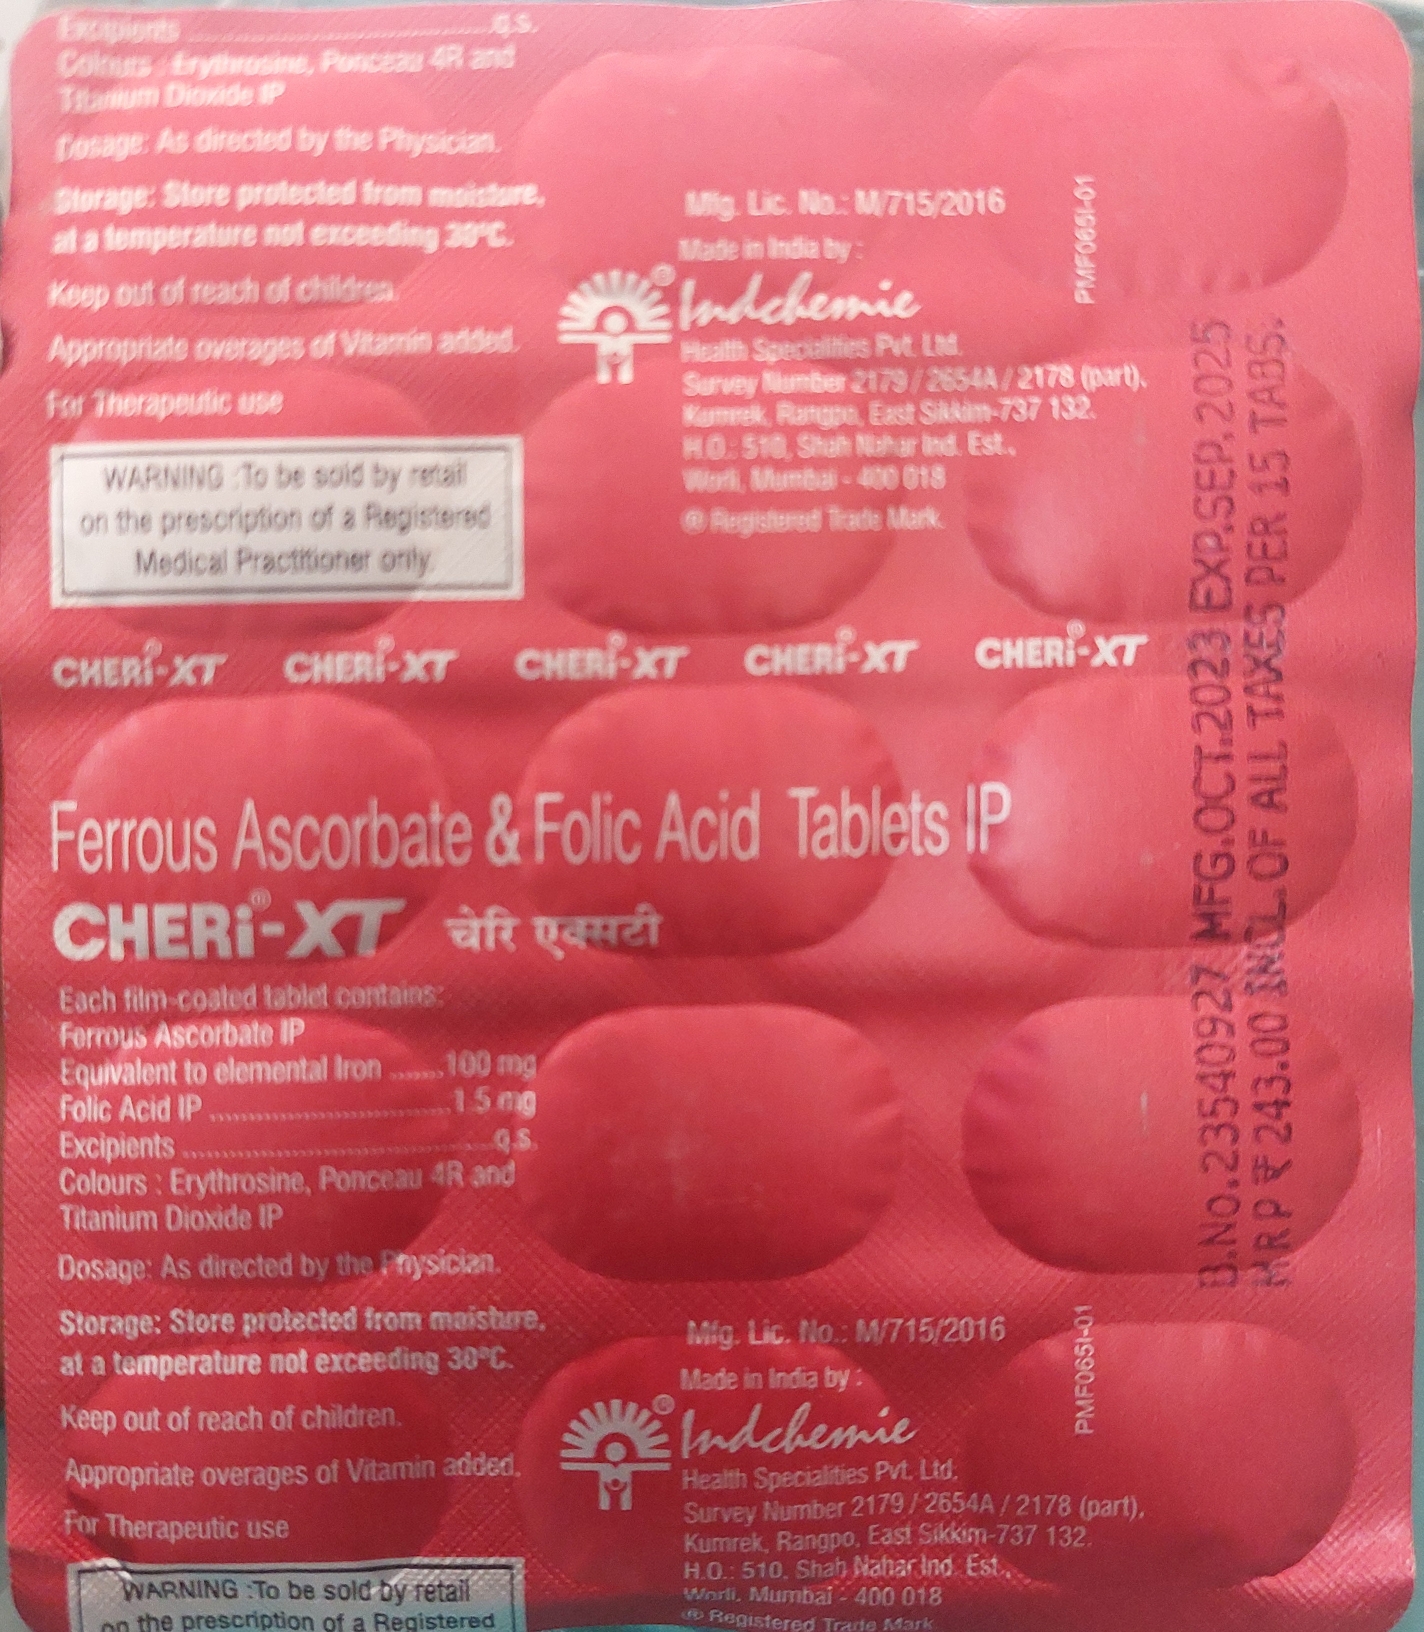 Excipients ........................................q.s.
Colours : Erythrosine, Ponceau 4R and
Titanium Dioxide IP
Dosage: As directed by the Physician.
Storage: Store protected from moisture,
at a temperature not exceeding 30°C.
Keep out of reach of children.
Appropriate overages of Vitamin added.
For Therapeutic use
WARNING :To be sold by retail
on the prescription of a Registered
Medical Practitioner only.
Mfg. Lic. No.: M/715/2016
Made in India by :
Indchemie®
Health Specialities Pvt. Ltd.
Survey Number 2179 / 2654A / 2178 (part),
Kumrek, Rangpo, East Sikkim-737 132.
H.O.: 510, Shah Nahar Ind. Est.,
Worli, Mumbai - 400 018
® Registered Trade Mark.
PMF065I-01
CHERi®-XT CHERi®-XT CHERi®-XT CHERi®-XT CHERi®-XT
Ferrous Ascorbate & Folic Acid Tablets IP
CHERi®-XT चेरि एक्सटी
Each film-coated tablet contains:
Ferrous Ascorbate IP
Equivalent to elemental Iron .......100 mg
Folic Acid IP ...............................1.5 mg
Excipients ........................................q.s.
Colours : Erythrosine, Ponceau 4R and
Titanium Dioxide IP
Dosage: As directed by the Physician.
Storage: Store protected from moisture,
at a temperature not exceeding 30°C.
Keep out of reach of children.
Appropriate overages of Vitamin added.
For Therapeutic use
WARNING :To be sold by retail
on the prescription of a Registered
Mfg. Lic. No.: M/715/2016
Made in India by :
Indchemie®
Health Specialities Pvt. Ltd.
Survey Number 2179 / 2654A / 2178 (part),
Kumrek, Rangpo, East Sikkim-737 132.
H.O.: 510, Shah Nahar Ind. Est.,
Worli, Mumbai - 400 018
® Registered Trade Mark
PMF065I-01
B.No.23540927 MFG.OCT.2023 EXP.SEP.2025
MRP ₹ 243.00 INCL.OF ALL TAXES PER 15 TABS.